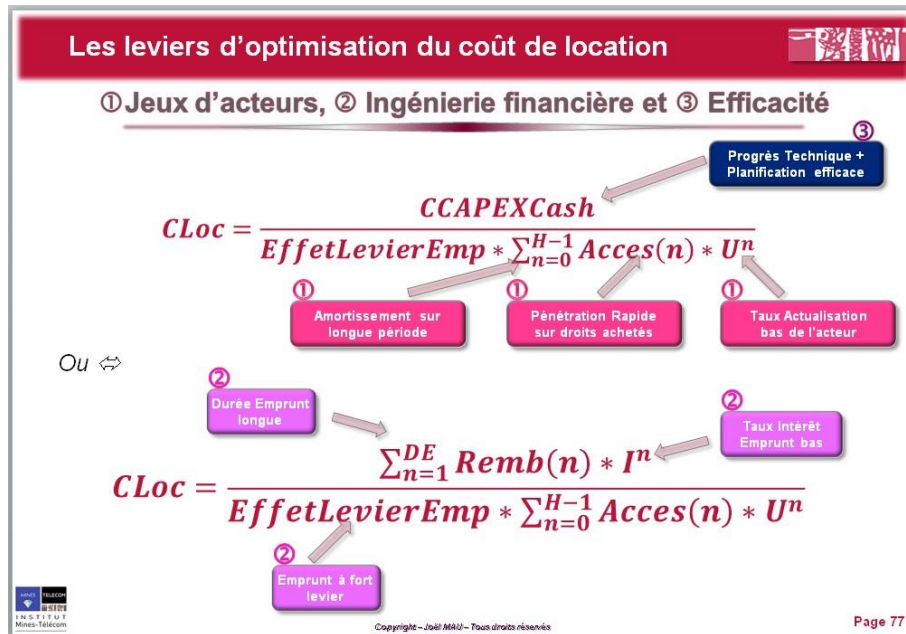 Les leviers d'optimisation du coût de location
①Jeux d'acteurs, ② Ingénierie financière et ③ Efficacité
③
Progrès Technique +
Planification efficace
CLoc = CCAPEXCash / EffetLevierEmp * ∑_{n=0}^{H-1} Acces(n) * U^n
①
Amortissement sur
longue période
①
Pénétration Rapide
sur droits achetés
①
Taux Actualisation
bas de l'acteur
Ou ⇔
②
Durée Emprunt
longue
②
Taux Intérêt
Emprunt bas
CLoc = ∑_{n=1}^{DE} Remb(n) * I^n / EffetLevierEmp * ∑_{n=0}^{H-1} Acces(n) * U^n
②
Emprunt à fort
levier
MINES TELECOM
INSTITUT
Mines-Télécom
Copyright – Joël MAU – Tous droits réservés
Page 77